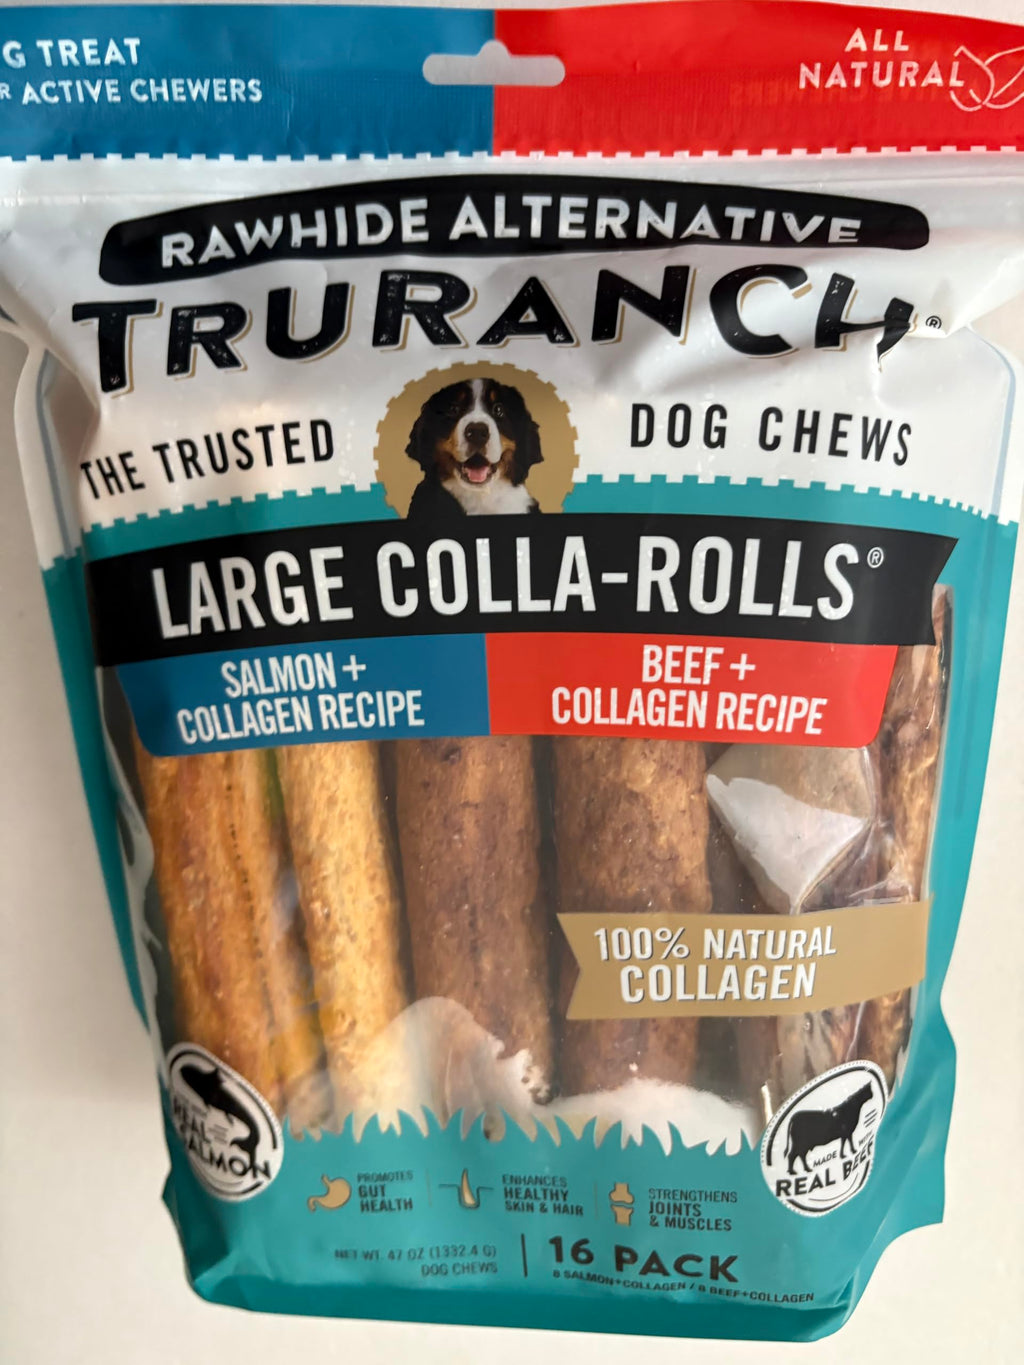 G TREAT
R ACTIVE CHEWERS
ALL
NATURAL
RAWHIDE ALTERNATIVE
TRURANCH®
THE TRUSTED
DOG CHEWS
LARGE COLLA-ROLLS®
SALMON +
COLLAGEN RECIPE
BEEF +
COLLAGEN RECIPE
100% NATURAL
COLLAGEN
REAL
SALMON
MADE WITH
REAL BEEF
PROMOTES
GUT
HEALTH
ENHANCES
HEALTHY
SKIN & HAIR
STRENGTHENS
JOINTS
& MUSCLES
NET WT. 47 OZ (1332.4 G)
DOG CHEWS
16 PACK
8 SALMON+COLLAGEN / 8 BEEF+COLLAGEN